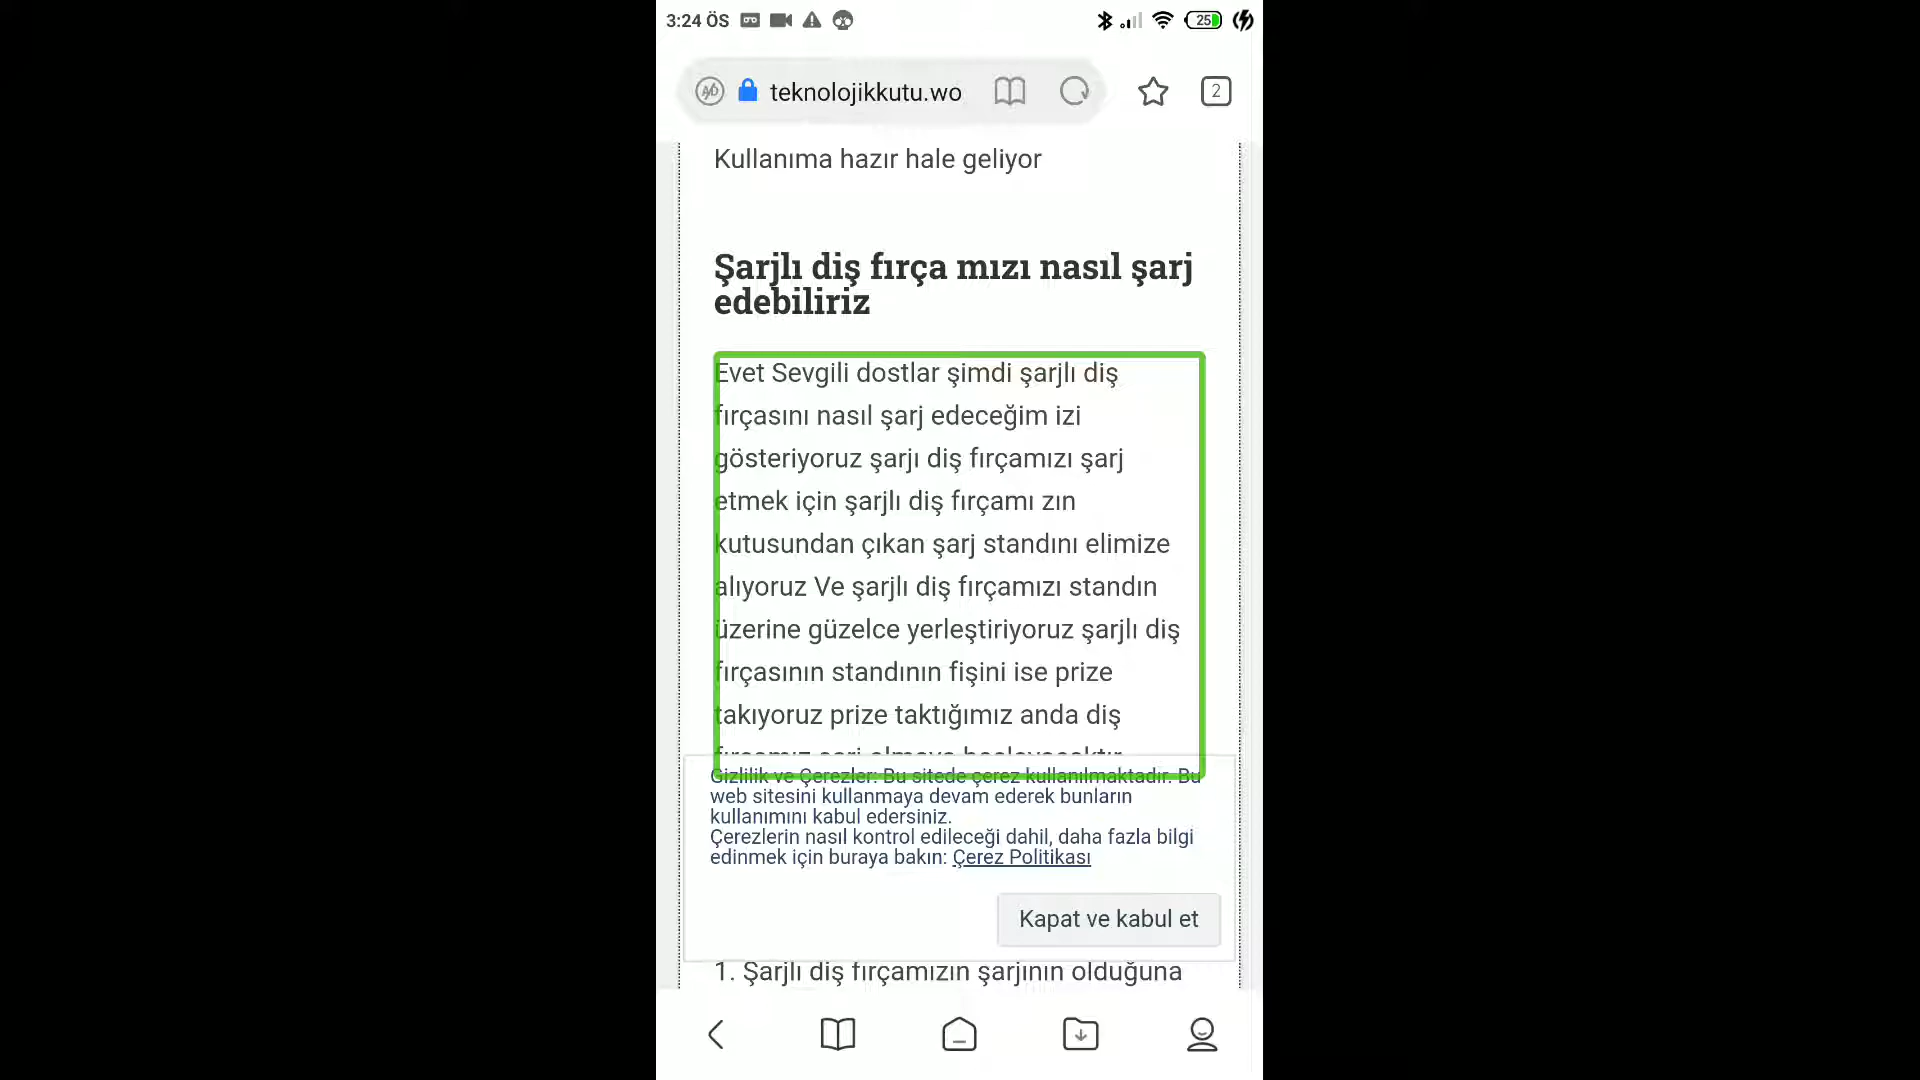 3:24 ÖS
25
teknolojikkutu.wo
2
Kullanıma hazır hale geliyor
Şarjlı diş fırça mızı nasıl şarj
edebiliriz
Evet Sevgili dostlar şimdi şarjlı diş
fırçasını nasıl şarj edeceğim izi
gösteriyoruz şarjı diş fırçamızı şarj
etmek için şarjlı diş fırçamı zın
kutusundan çıkan şarj standını elimize
alıyoruz Ve şarjlı diş fırçamızı standın
üzerine güzelce yerleştiriyoruz şarjlı diş
fırçasının standının fişini ise prize
takıyoruz prize taktığımız anda diş
fırçamız şarj olmaya başlayacaktır
Gizlilik ve Çerezler: Bu sitede çerez kullanılmaktadır. Bu
web sitesini kullanmaya devam ederek bunların
kullanımını kabul edersiniz.
Çerezlerin nasıl kontrol edileceği dahil, daha fazla bilgi
edinmek için buraya bakın: Çerez Politikası
Kapat ve kabul et
1. Şarjlı diş fırçamızın şarjının olduğuna